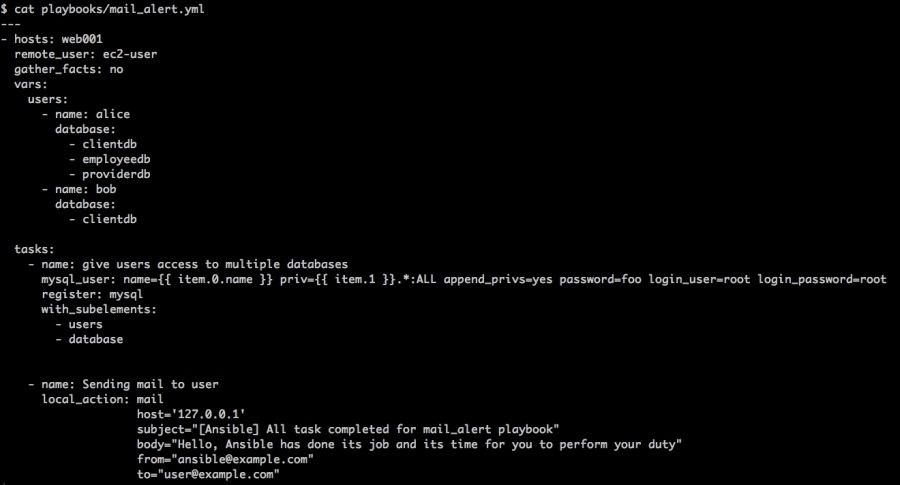 $ cat playbooks/mail_alert.yml
---
- hosts: web001
  remote_user: ec2-user
  gather_facts: no
  vars:
    users:
      - name: alice
        database:
          - clientdb
          - employeedb
          - providerdb
      - name: bob
        database:
          - clientdb

  tasks:
    - name: give users access to multiple databases
      mysql_user: name={{ item.0.name }} priv={{ item.1 }}.*:ALL append_privs=yes password=foo login_user=root login_password=root
      register: mysql
      with_subelements:
        - users
        - database


    - name: Sending mail to user
      local_action: mail
                    host='127.0.0.1'
                    subject="[Ansible] All task completed for mail_alert playbook"
                    body="Hello, Ansible has done its job and its time for you to perform your duty"
                    from="ansible@example.com"
                    to="user@example.com"